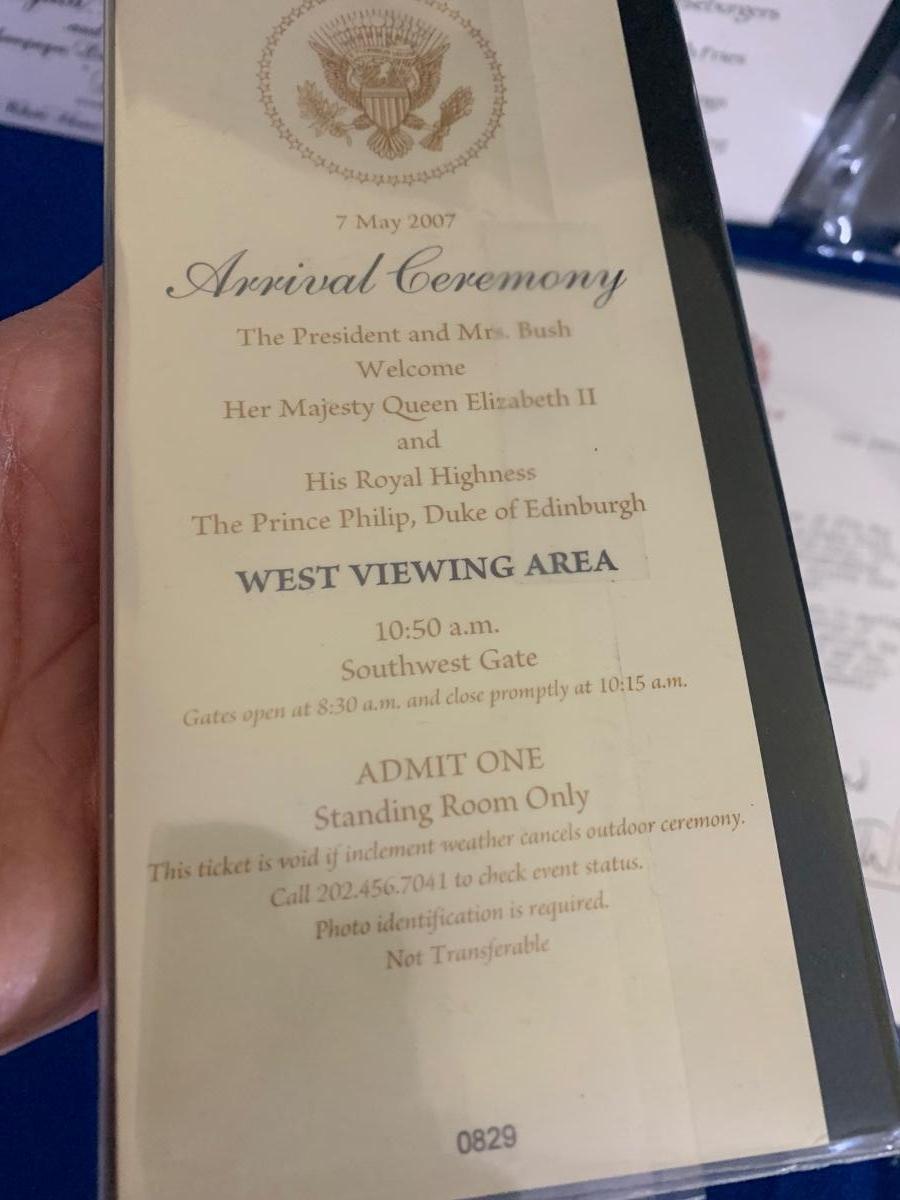 7 May 2007
Arrival Ceremony
The President and Mrs. Bush
Welcome
Her Majesty Queen Elizabeth II
and
His Royal Highness
The Prince Philip, Duke of Edinburgh
WEST VIEWING AREA
10:50 a.m.
Southwest Gate
Gates open at 8:30 a.m. and close promptly at 10:15 a.m.
ADMIT ONE
Standing Room Only
This ticket is void if inclement weather cancels outdoor ceremony.
Call 202.456.7041 to check event status.
Photo identification is required.
Not Transferable
0829